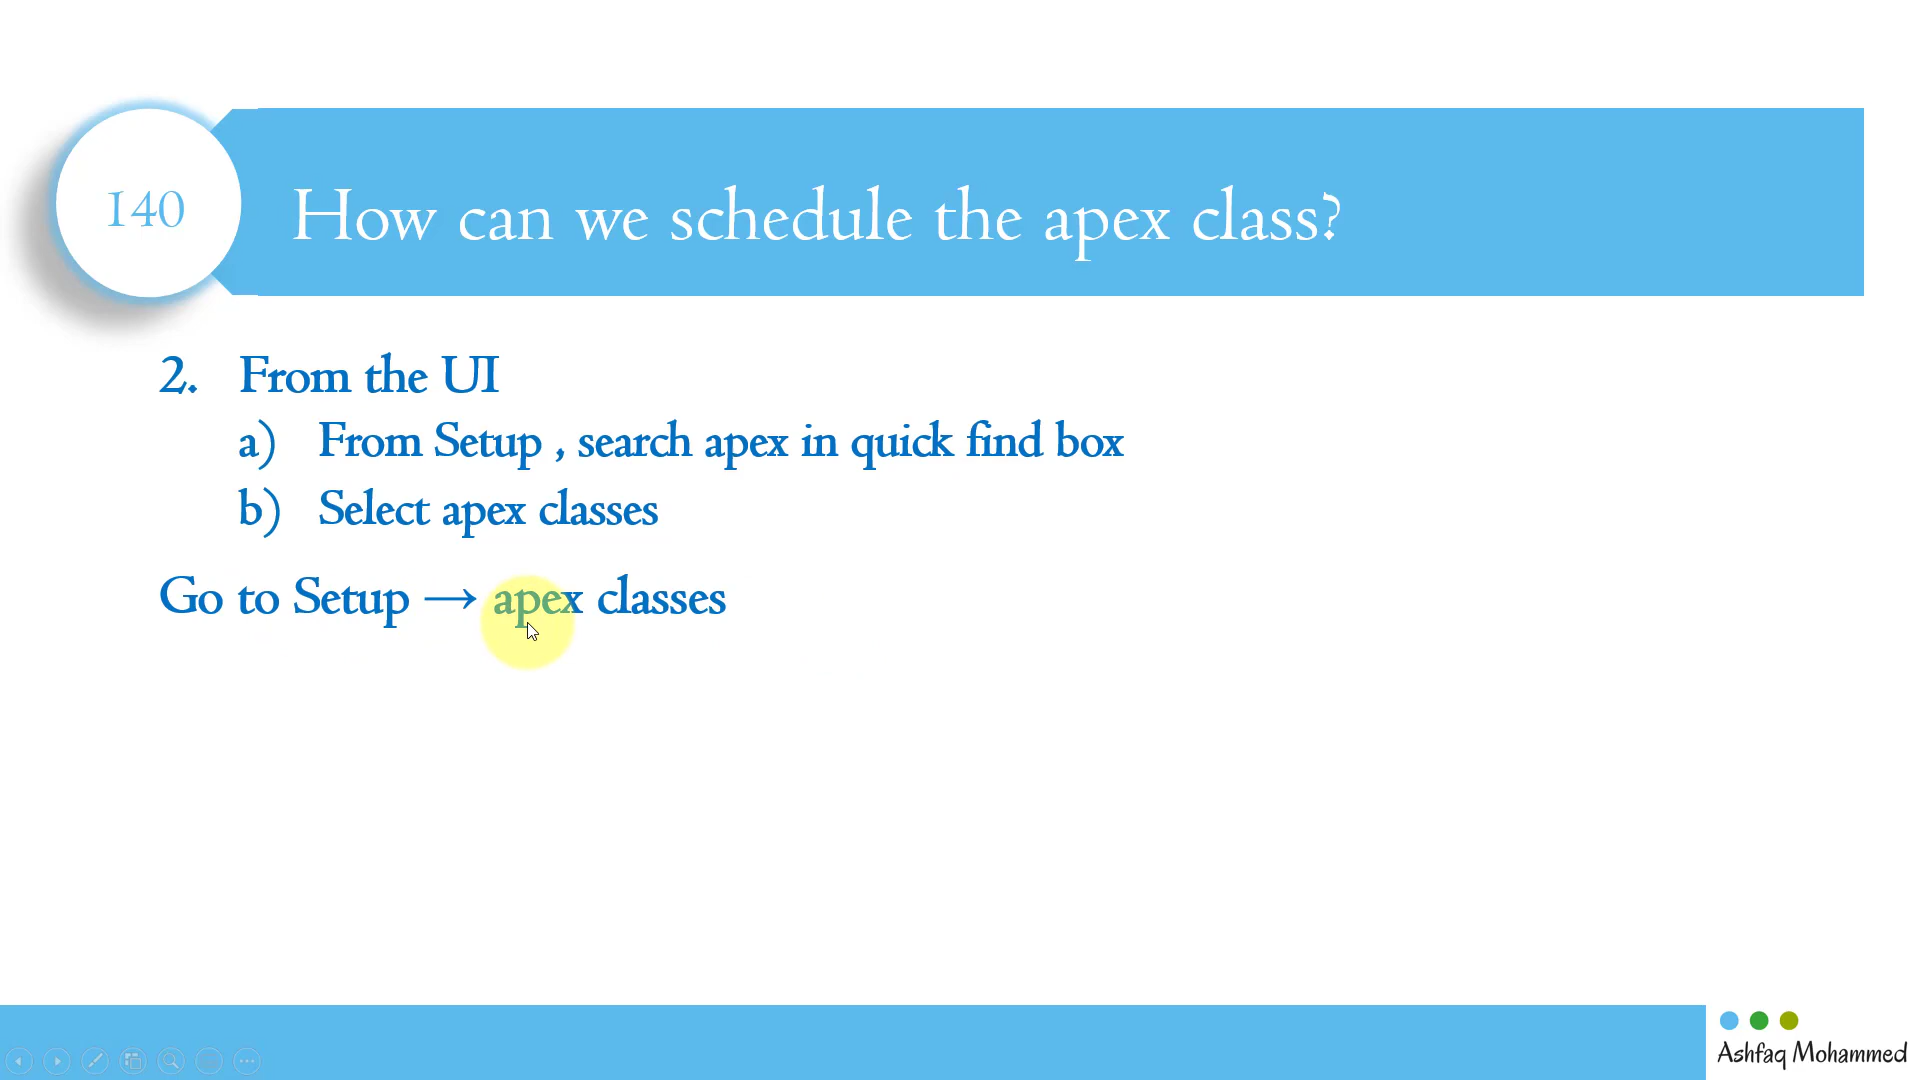 140
How can we schedule the apex class?
2. From the UI
a) From Setup , search apex in quick find box
b) Select apex classes
Go to Setup → apex classes
Ashfaq Mohammed